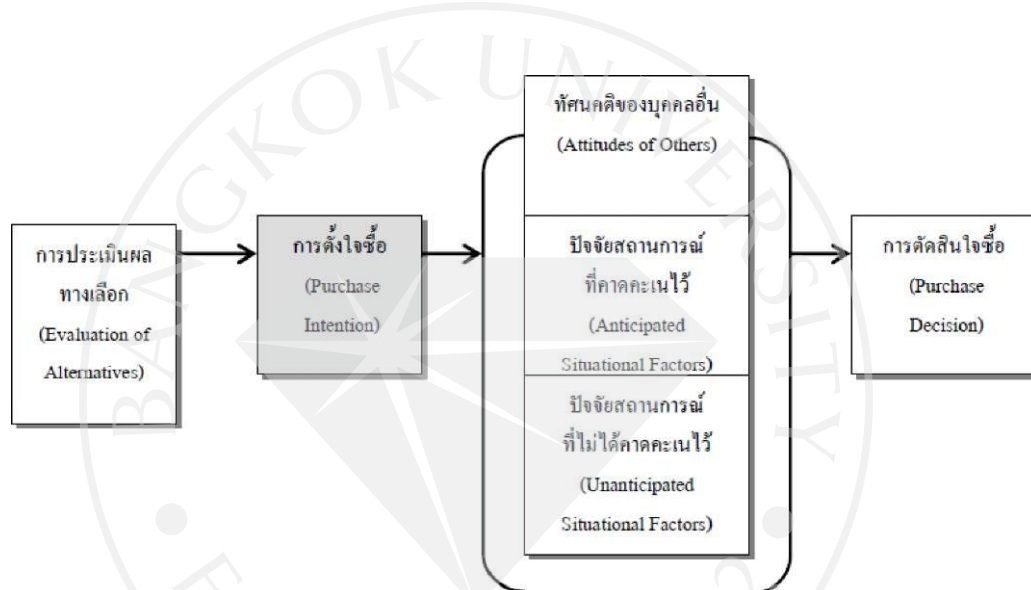 การประเมินผล
ทางเลือก
(Evaluation of
Alternatives)
การตั้งใจซื้อ
(Purchase
Intention)
ทัศนคติของบุคคลอื่น
(Attitudes of Others)
ปัจจัยสถานการณ์
ที่คาดคะเนไว้
(Anticipated
Situational Factors)
ปัจจัยสถานการณ์
ที่ไม่ได้คาดคะเนไว้
(Unanticipated
Situational Factors)
การตัดสินใจซื้อ
(Purchase
Decision)
BANGKOK UNIVERSITY